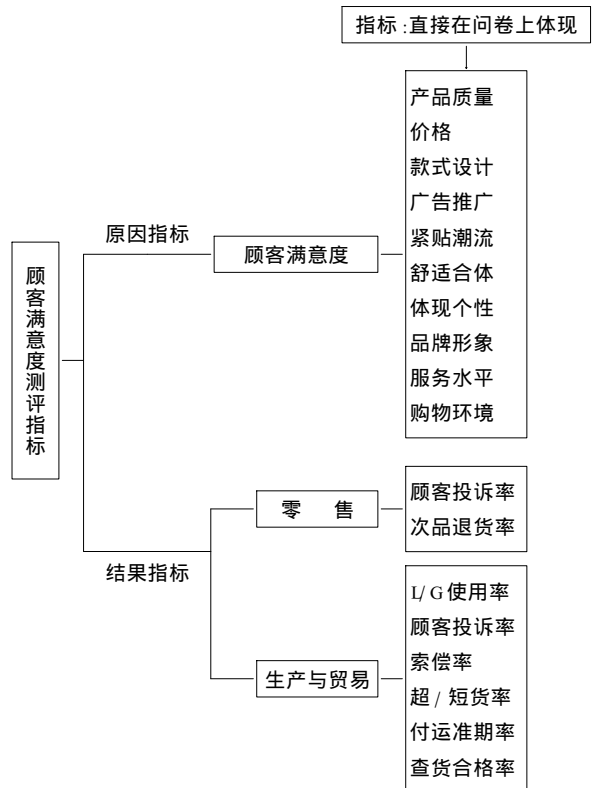 指标:直接在问卷上体现
产品质量
价格
款式设计
广告推广
紧贴潮流
舒适合体
体现个性
品牌形象
服务水平
购物环境
原因指标
顾客满意度
顾客满意度测评指标
结果指标
零 售
顾客投诉率
次品退货率
生产与贸易
L/G使用率
顾客投诉率
索偿率
超/短货率
付运准期率
查货合格率